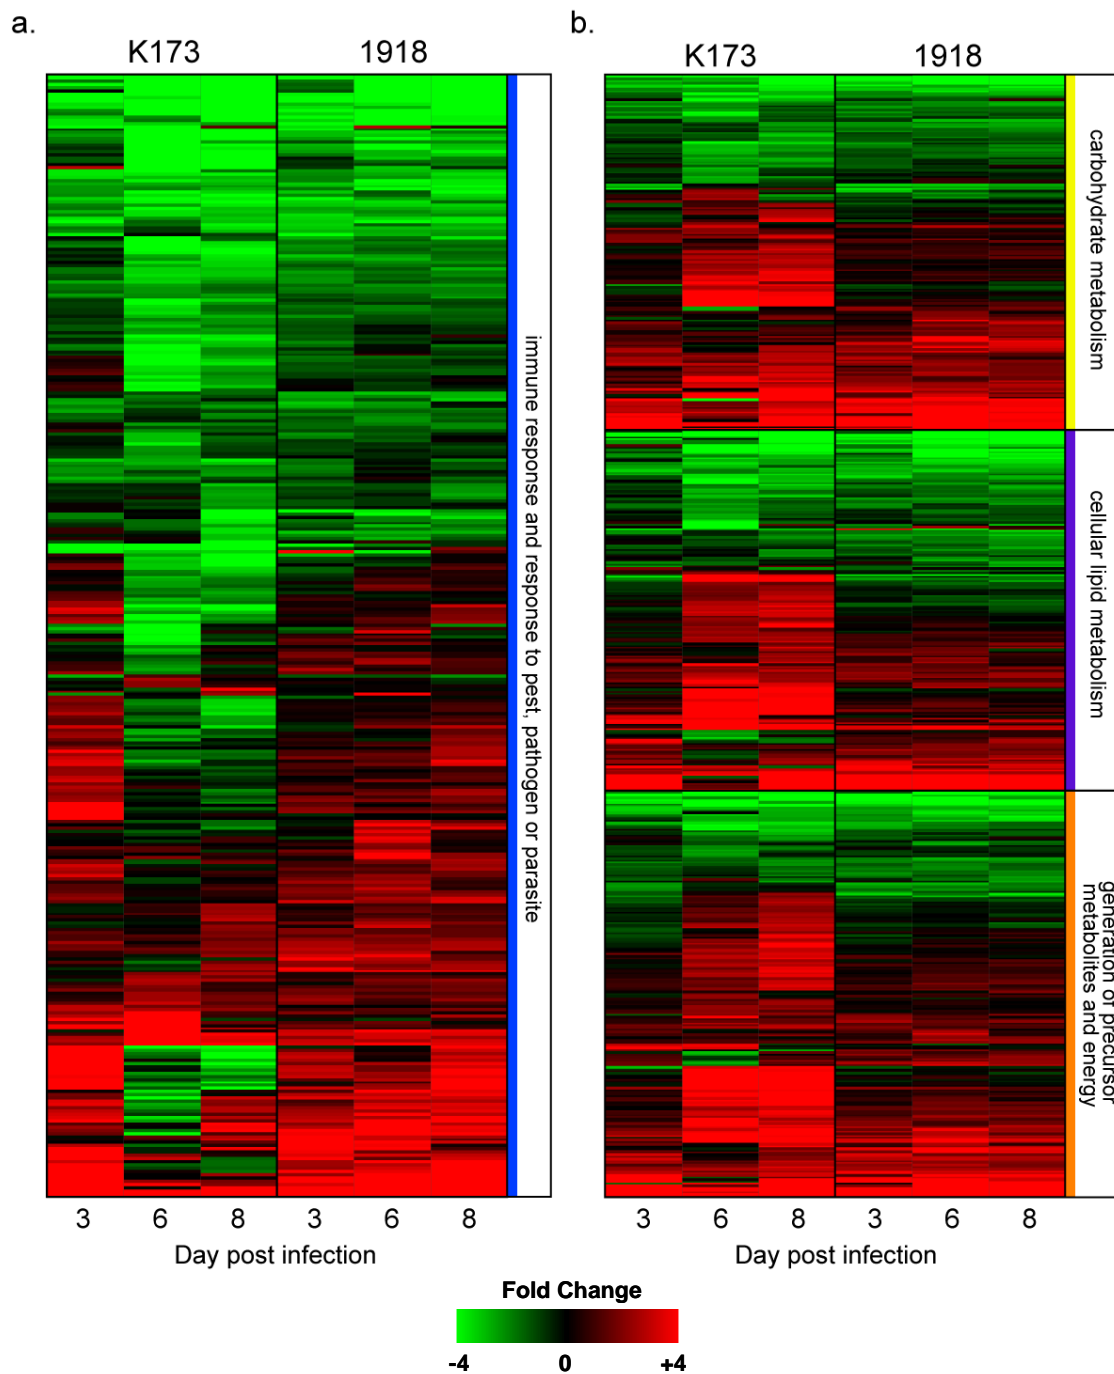 a.
K173 1918
immune response and response to pest, pathogen or parasite
3 6 8 3 6 8
Day post infection
b.
K173 1918
carbohydrate metabolism
cellular lipid metabolism
generation of precursor
metabolites and energy
3 6 8 3 6 8
Day post infection
Fold Change
-4 0 +4